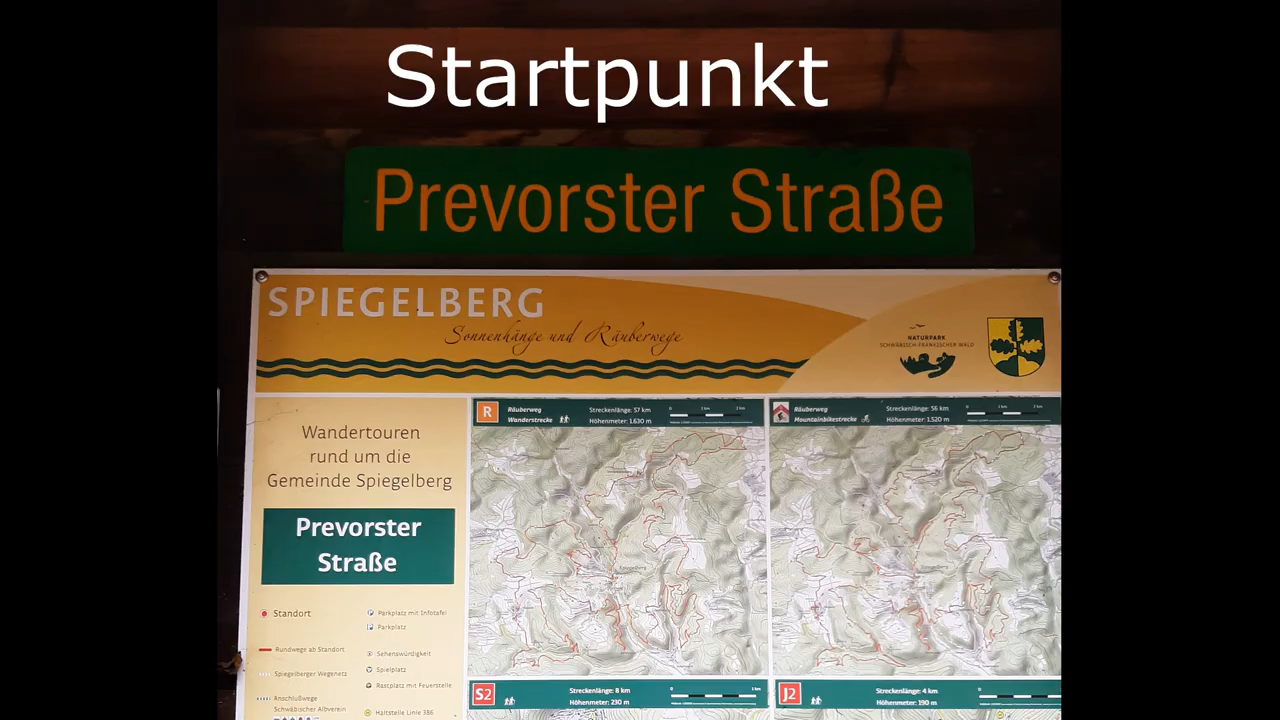 Startpunkt
Prevorster Straße
SPIEGELBERG
Sonnenhänge und Räuberwege
NATURPARK
SCHWÄBISCH-FRÄNKISCHER WALD
Wandertouren
rund um die
Gemeinde Spiegelberg
Prevorster
Straße
Standort
Rundwege ab Standort
Spiegelberger Wegenetz
Anschlußwege
Schwäbischer Albverein
Parkplatz mit Infotafel
Parkplatz
Sehenswürdigkeit
Spielplatz
Rastplatz mit Feuerstelle
Haltstelle Linie 386
R
Räuberweg
Wanderstrecke
Streckenlänge: 57 km
Höhenmeter: 1.630 m
Räuberweg
Mountainbikestrecke
Streckenlänge: 56 km
Höhenmeter: 1.520 m
Spiegelberg
Spiegelberg
S2
Streckenlänge: 8 km
Höhenmeter: 230 m
J2
Streckenlänge: 4 km
Höhenmeter: 190 m